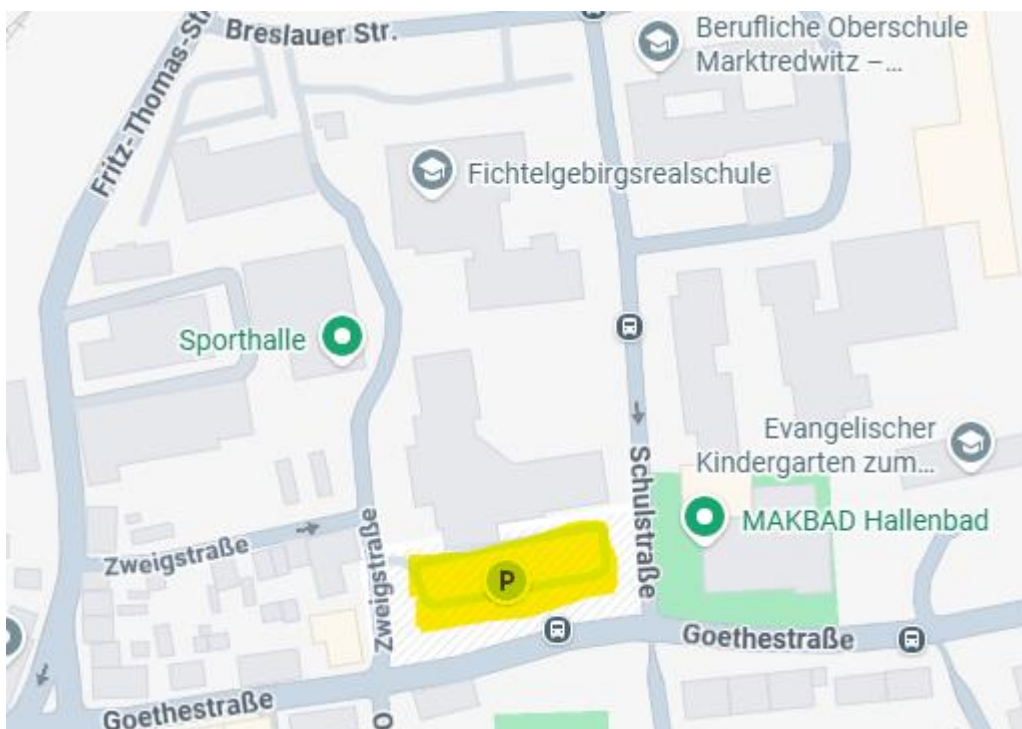 Breslauer Str.
Berufliche Oberschule
Marktredwitz –...
Fritz-Thomas-Str.
Fichtelgebirgsrealschule
Sporthalle
Evangelischer
Kindergarten zum...
Schulstraße
MAKBAD Hallenbad
Zweigstraße
Zweigstraße
P
Goethestraße
Goethestraße
O